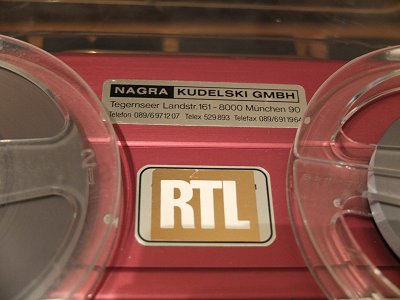 NAGRA KUDELSKI GMBH
Tegernseer Landstr. 161 - 8000 München 90
Telefon 089/6971207 Telex 529893 Telefax 089/6911964
RTL